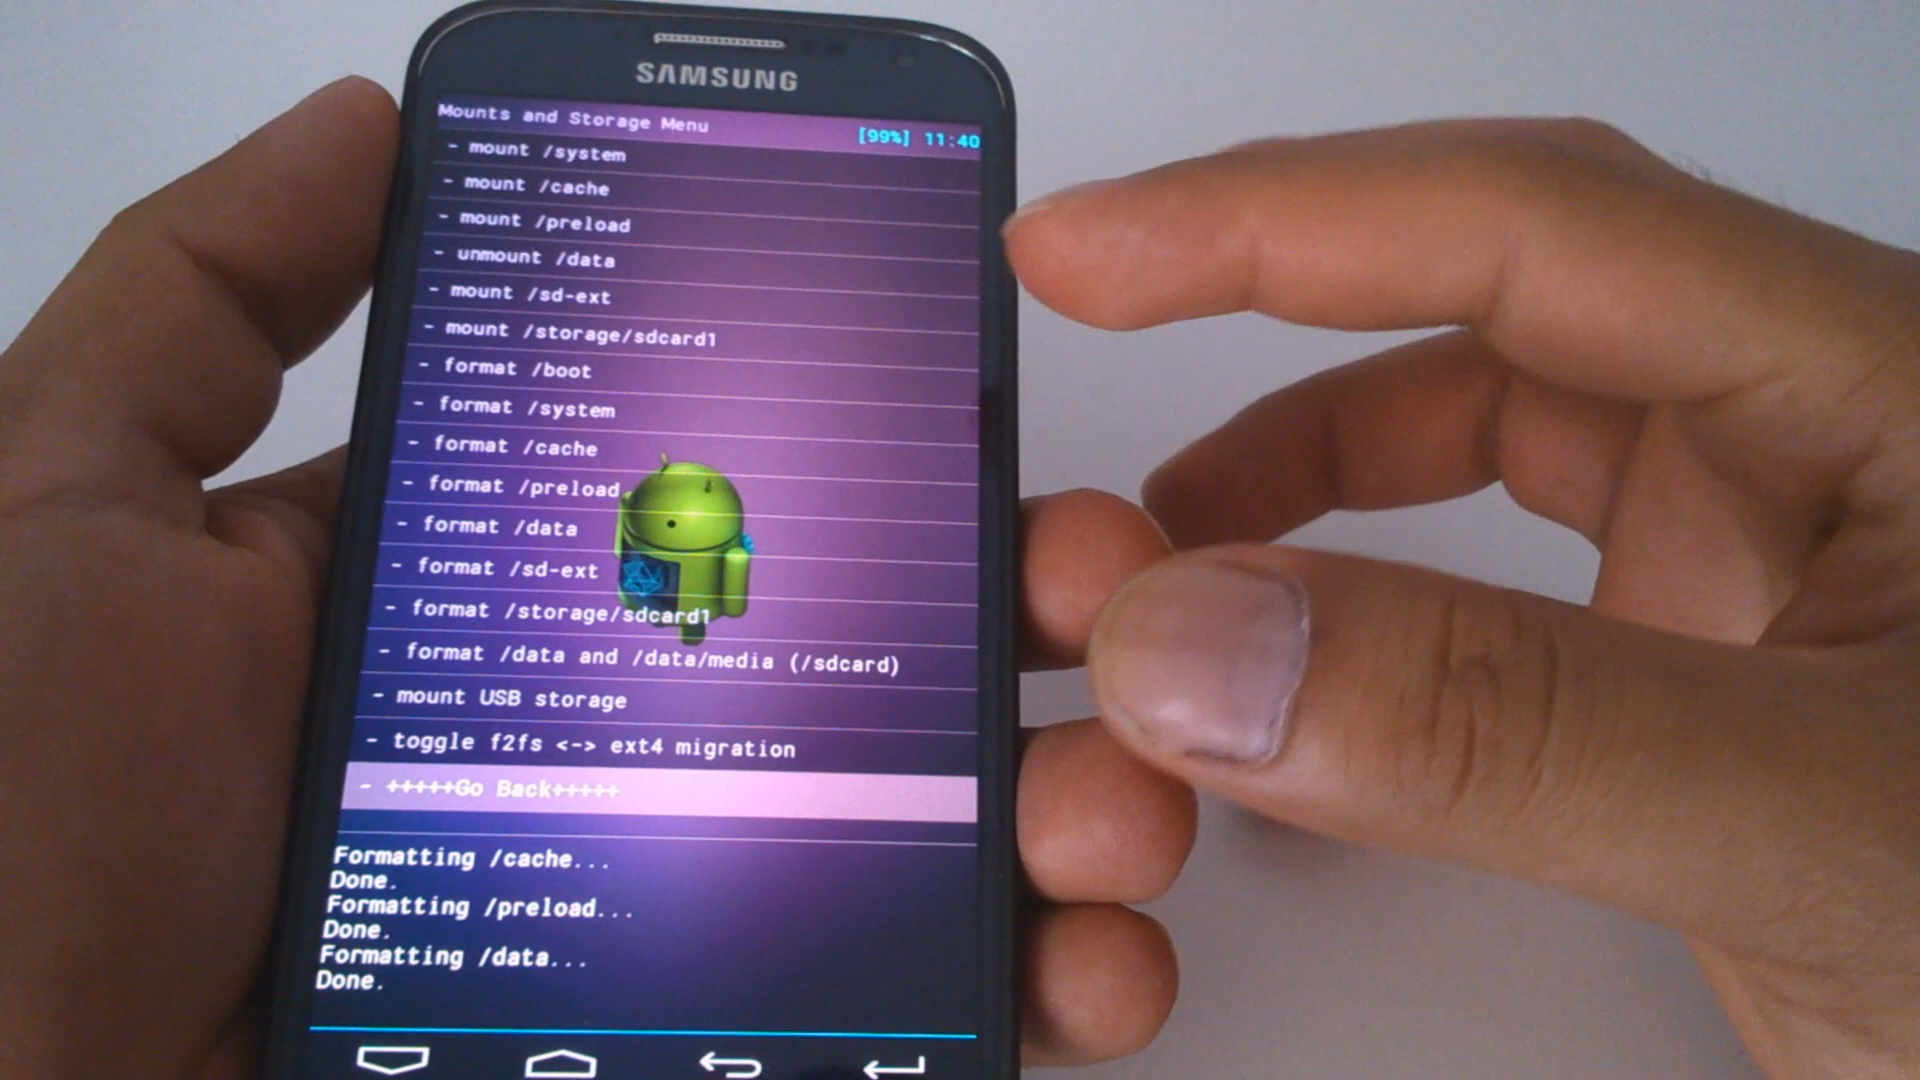 SAMSUNG
Mounts and Storage Menu [99%] 11:40
- mount /system
- mount /cache
- mount /preload
- unmount /data
- mount /sd-ext
- mount /storage/sdcard1
- format /boot
- format /system
- format /cache
- format /preload
- format /data
- format /sd-ext
- format /storage/sdcard1
- format /data and /data/media (/sdcard)
- mount USB storage
- toggle f2fs <-> ext4 migration
- +++++Go Back+++++
Formatting /cache...
Done.
Formatting /preload...
Done.
Formatting /data...
Done.